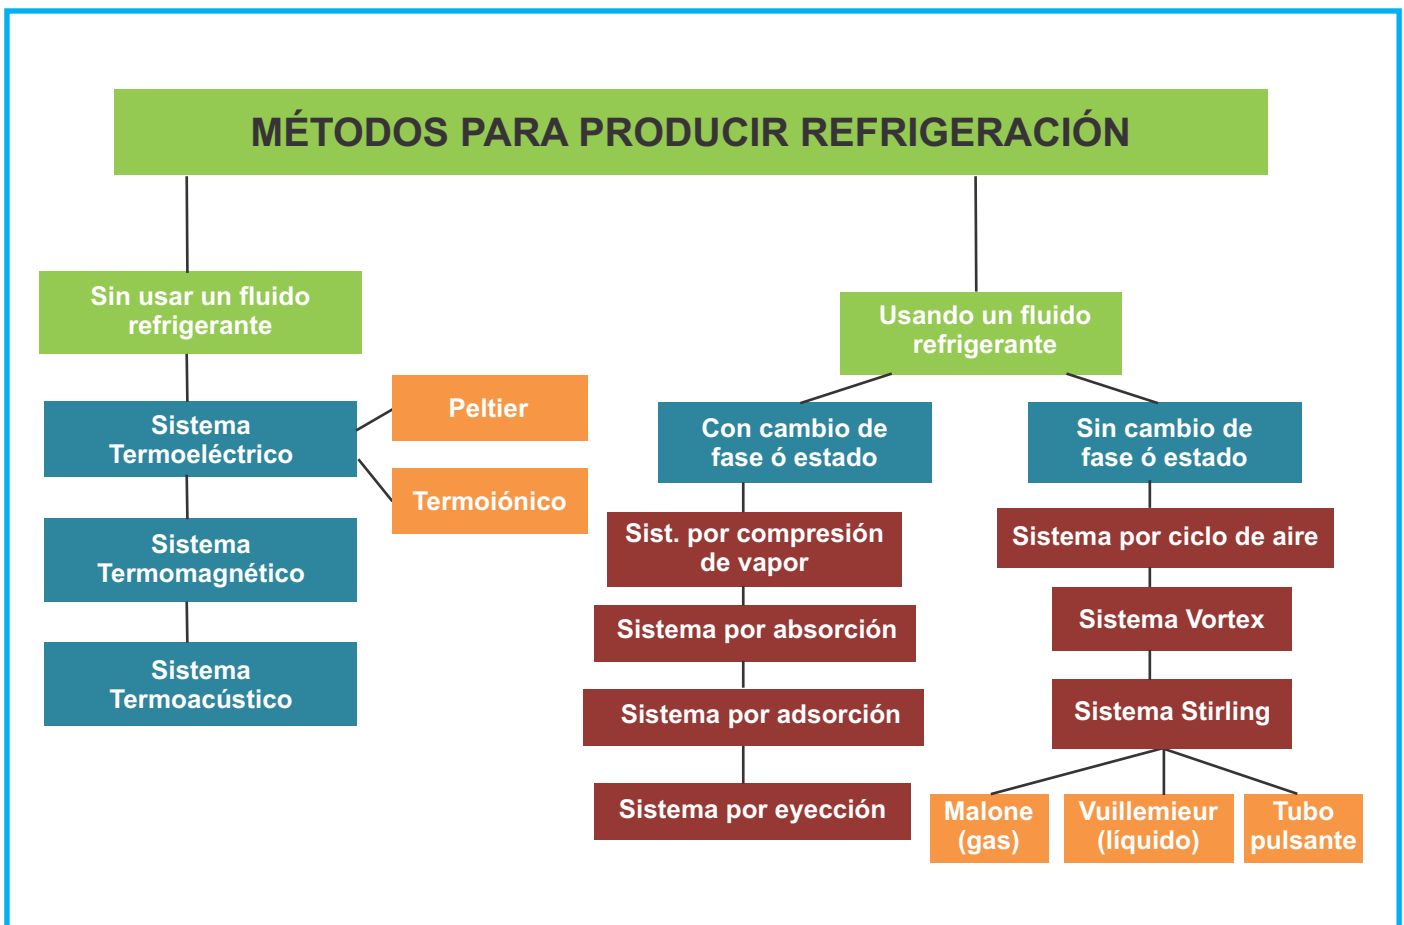 MÉTODOS PARA PRODUCIR REFRIGERACIÓN
Sin usar un fluido
refrigerante
Sistema
Termoeléctrico
Peltier
Termoiónico
Sistema
Termomagnético
Sistema
Termoacústico
Usando un fluido
refrigerante
Con cambio de
fase ó estado
Sist. por compresión
de vapor
Sistema por absorción
Sistema por adsorción
Sistema por eyección
Sin cambio de
fase ó estado
Sistema por ciclo de aire
Sistema Vortex
Sistema Stirling
Malone
(gas)
Vuillemieur
(líquido)
Tubo
pulsante